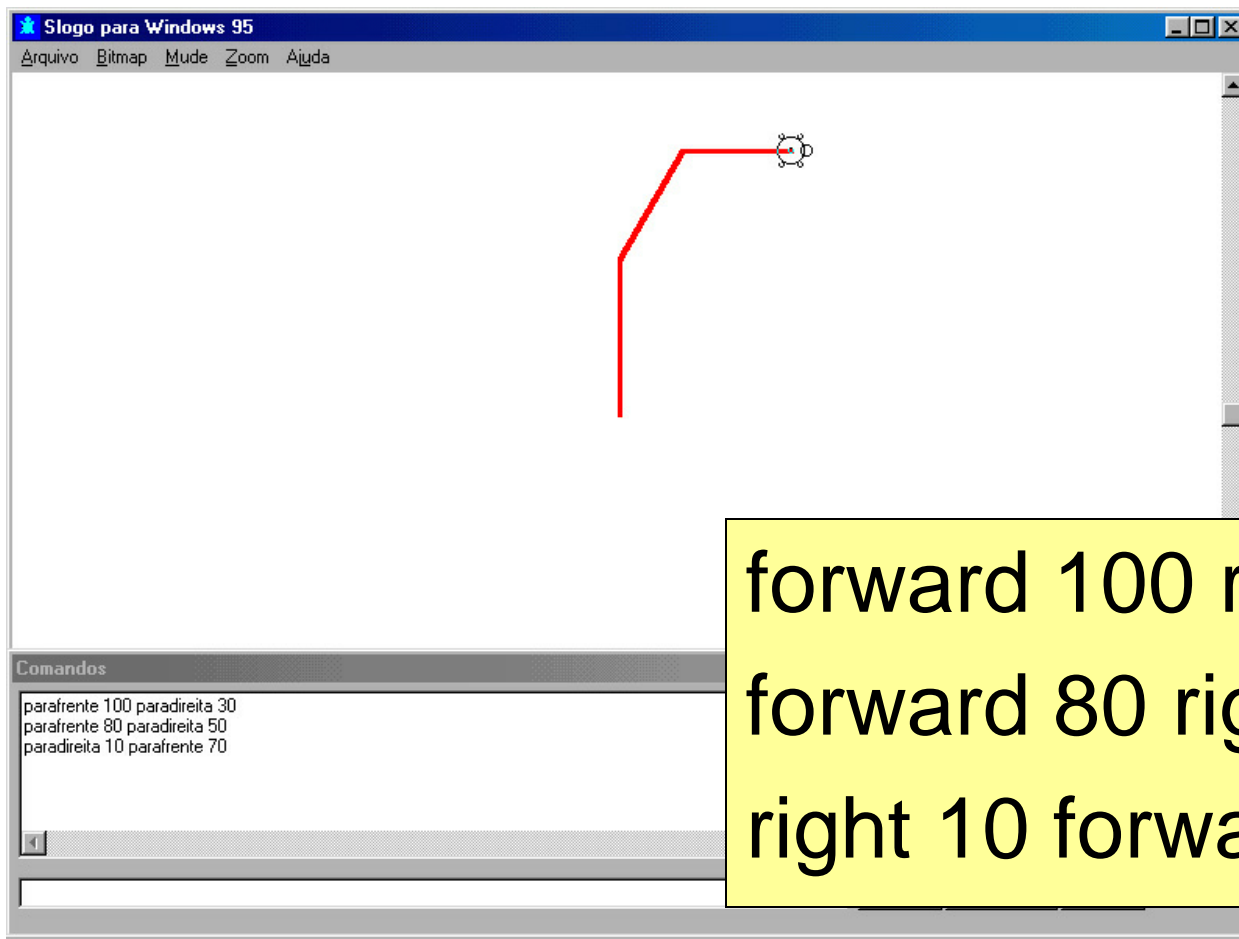 Slogo para Windows 95
Arquivo Bitmap Mude Zoom Ajuda
Comandos
parafrente 100 paradireita 30
parafrente 80 paradireita 50
paradireita 10 parafrente 70
forward 100
forward 80
right 10